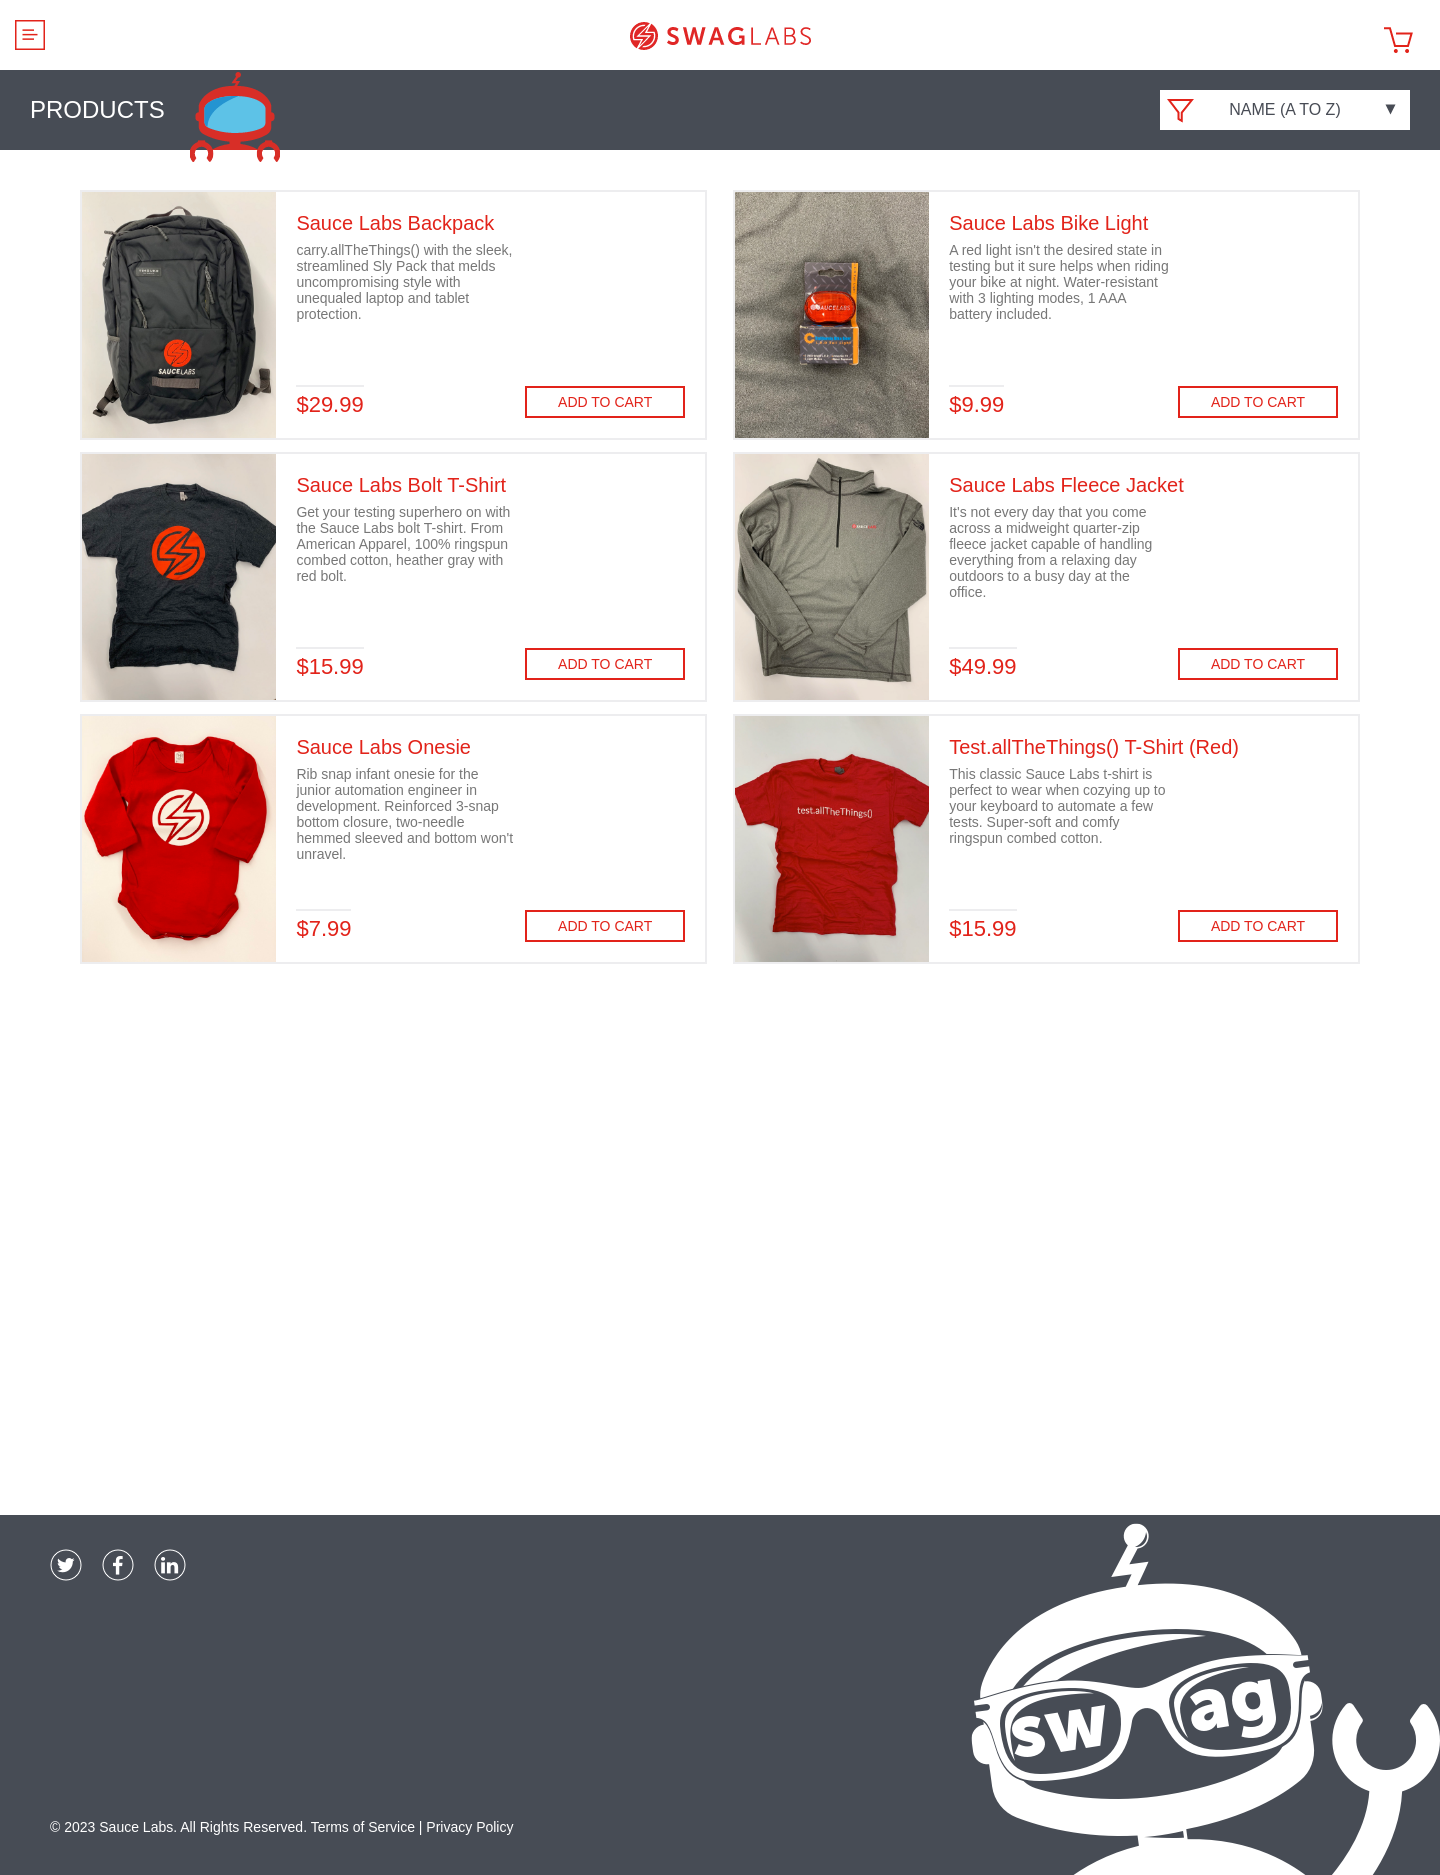 SWAGLABS
PRODUCTS
NAME (A TO Z)
Sauce Labs Backpack
carry.allTheThings() with the sleek,
streamlined Sly Pack that melds
uncompromising style with
unequaled laptop and tablet
protection.
SAUCELABS
$29.99
ADD TO CART
Sauce Labs Bike Light
A red light isn't the desired state in
testing but it sure helps when riding
your bike at night. Water-resistant
with 3 lighting modes, 1 AAA
battery included.
SAUCELABS
$9.99
ADD TO CART
Sauce Labs Bolt T-Shirt
Get your testing superhero on with
the Sauce Labs bolt T-shirt. From
American Apparel, 100% ringspun
combed cotton, heather gray with
red bolt.
$15.99
ADD TO CART
Sauce Labs Fleece Jacket
It's not every day that you come
across a midweight quarter-zip
fleece jacket capable of handling
everything from a relaxing day
outdoors to a busy day at the
office.
$49.99
ADD TO CART
Sauce Labs Onesie
Rib snap infant onesie for the
junior automation engineer in
development. Reinforced 3-snap
bottom closure, two-needle
hemmed sleeved and bottom won't
unravel.
$7.99
ADD TO CART
Test.allTheThings() T-Shirt (Red)
This classic Sauce Labs t-shirt is
perfect to wear when cozying up to
your keyboard to automate a few
tests. Super-soft and comfy
ringspun combed cotton.
test.allTheThings()
$15.99
ADD TO CART
swag
© 2023 Sauce Labs. All Rights Reserved. Terms of Service | Privacy Policy